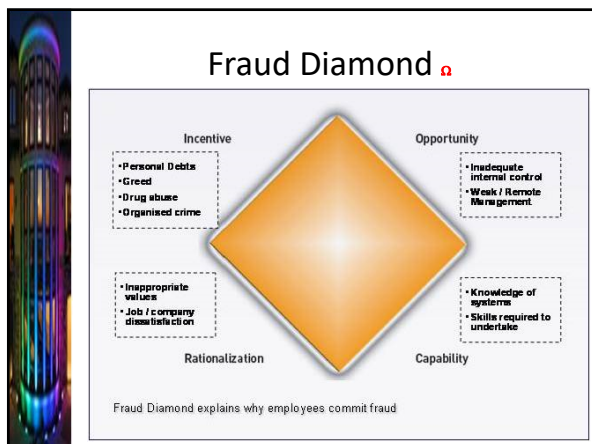 Fraud Diamond Ω
Incentive
•Personal Debts
•Greed
•Drug abuse
•Organised crime
Opportunity
•Inadequate
internal control
•Weak / Remote
Management
•Inappropriate
values
•Job / company
dissatisfaction
Rationalization
•Knowledge of
systems
•Skills required to
undertake
Capability
Fraud Diamond explains why employees commit fraud